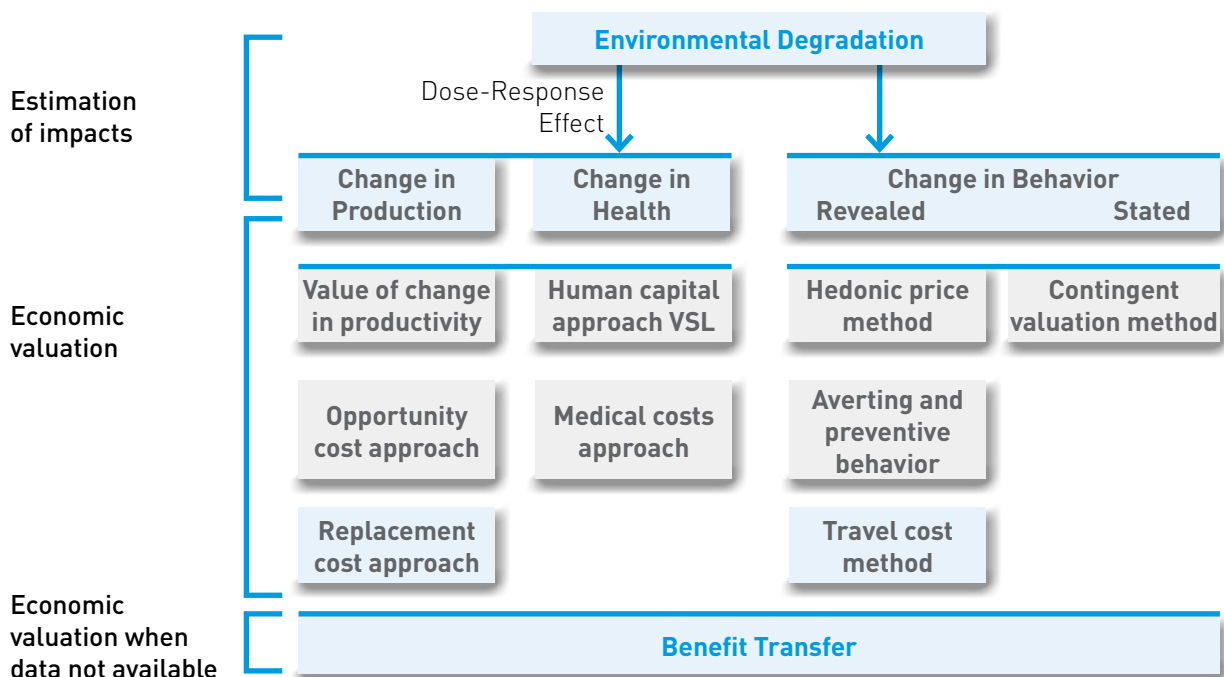 Environmental Degradation
Estimation
of impacts
Dose-Response
Effect
Change in
Production
Change in
Health
Change in Behavior
Revealed Stated
Economic
valuation
Value of change
in productivity
Human capital
approach VSL
Hedonic price
method
Contingent
valuation method
Opportunity
cost approach
Medical costs
approach
Averting and
preventive
behavior
Replacement
cost approach
Travel cost
method
Economic
valuation when
data not available
Benefit Transfer